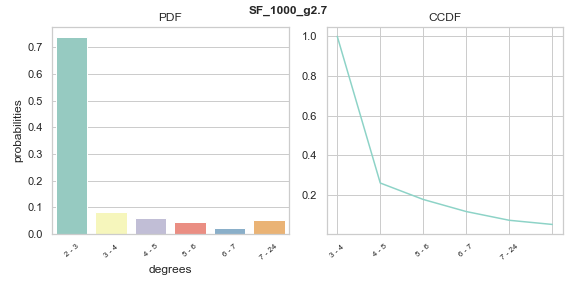 SF_1000_g2.7
PDF
CCDF
probabilities
0.7
0.6
0.5
0.4
0.3
0.2
0.1
0.0
2 - 3
3 - 4
4 - 5
5 - 6
6 - 7
7 - 24
degrees
1.0
0.8
0.6
0.4
0.2
3 - 4
4 - 5
5 - 6
6 - 7
7 - 24